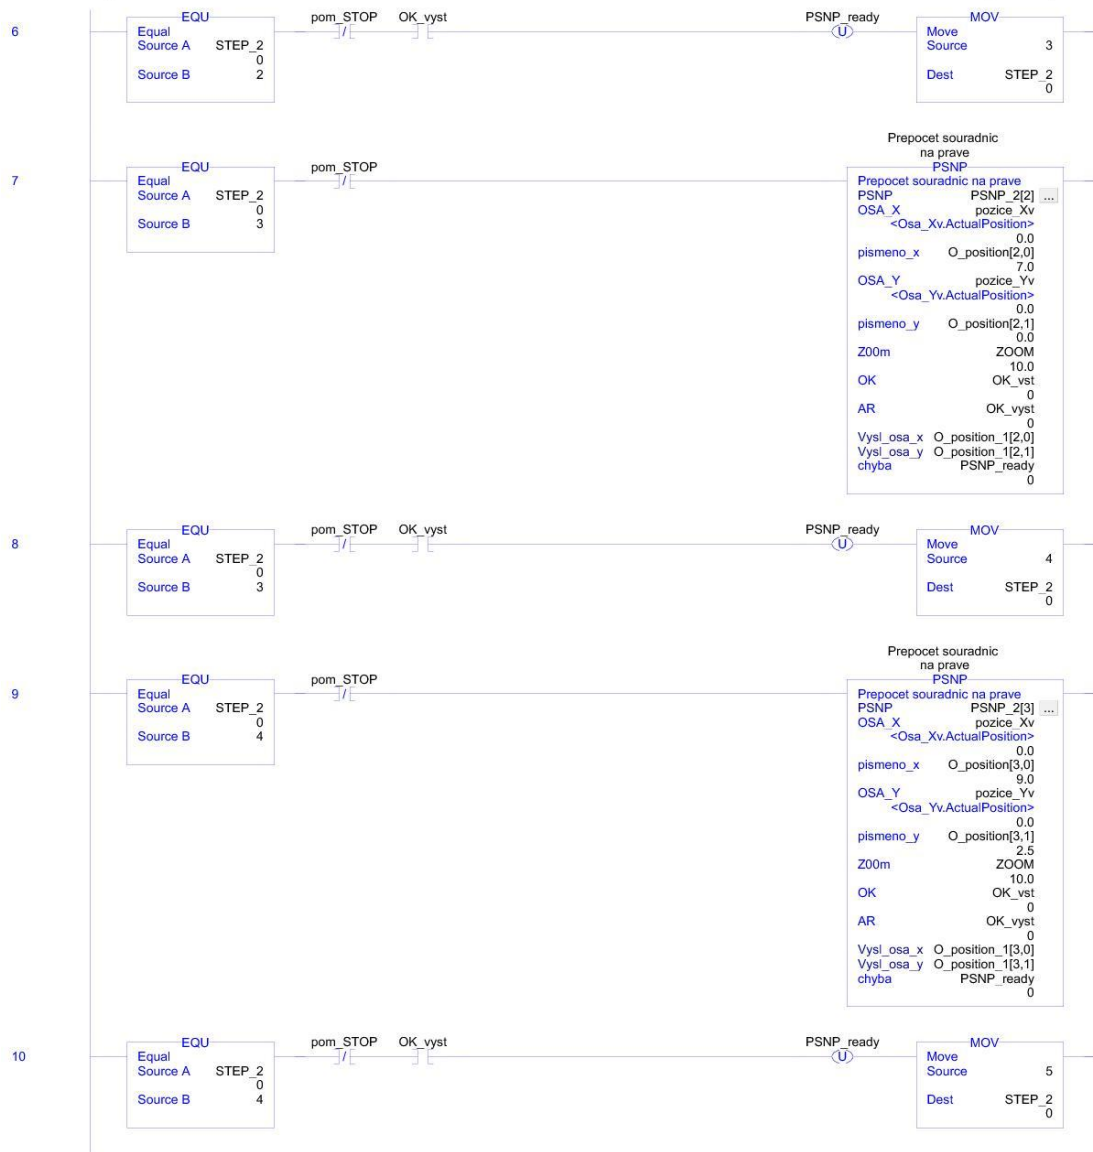 6
EQU
Equal
Source A STEP_2
0
Source B 2
pom_STOP OK_vyst
PSNP_ready
U
MOV
Move
Source 3
Dest STEP_2
0
7
EQU
Equal
Source A STEP_2
0
Source B 3
pom_STOP
Prepocet souradnic
na prave
PSNP
Prepocet souradnic na prave
PSNP PSNP_2[2] ...
OSA_X pozice_Xv
<Osa_Xv.ActualPosition>
0.0
pismeno_x O_position[2,0]
7.0
OSA_Y pozice_Yv
<Osa_Yv.ActualPosition>
0.0
pismeno_y O_position[2,1]
0.0
Z00m ZOOM
10.0
OK OK_vst
0
AR OK_vyst
0
Vysl_osa_x O_position_1[2,0]
Vysl_osa_y O_position_1[2,1]
chyba PSNP_ready
0
8
EQU
Equal
Source A STEP_2
0
Source B 3
pom_STOP OK_vyst
PSNP_ready
U
MOV
Move
Source 4
Dest STEP_2
0
9
EQU
Equal
Source A STEP_2
0
Source B 4
pom_STOP
Prepocet souradnic
na prave
PSNP
Prepocet souradnic na prave
PSNP PSNP_2[3] ...
OSA_X pozice_Xv
<Osa_Xv.ActualPosition>
0.0
pismeno_x O_position[3,0]
9.0
OSA_Y pozice_Yv
<Osa_Yv.ActualPosition>
0.0
pismeno_y O_position[3,1]
2.5
Z00m ZOOM
10.0
OK OK_vst
0
AR OK_vyst
0
Vysl_osa_x O_position_1[3,0]
Vysl_osa_y O_position_1[3,1]
chyba PSNP_ready
0
10
EQU
Equal
Source A STEP_2
0
Source B 4
pom_STOP OK_vyst
PSNP_ready
U
MOV
Move
Source 5
Dest STEP_2
0